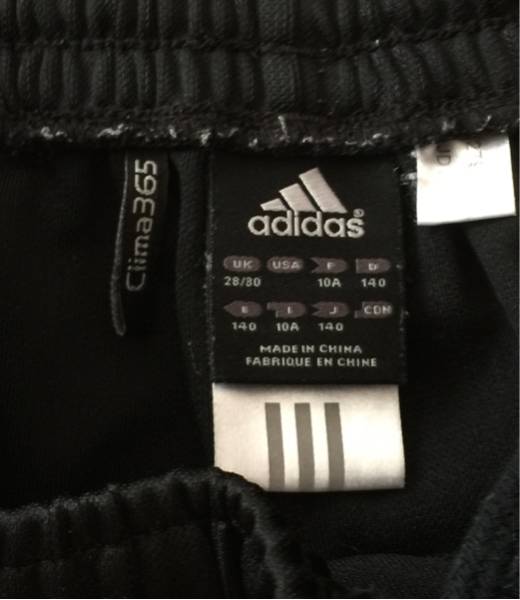 Clima365
adidas®
UK USA F D
28/30 10A 140
E I J CDN
140 10A 140
MADE IN CHINA
FABRIQUE EN CHINE